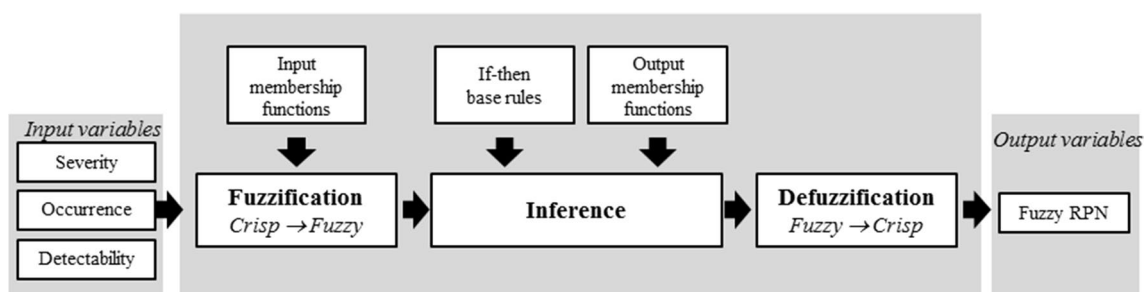 Input variables
Severity
Occurrence
Detectability
Input
membership
functions
If-then
base rules
Output
membership
functions
Fuzzification
Crisp → Fuzzy
Inference
Defuzzification
Fuzzy → Crisp
Output variables
Fuzzy RPN